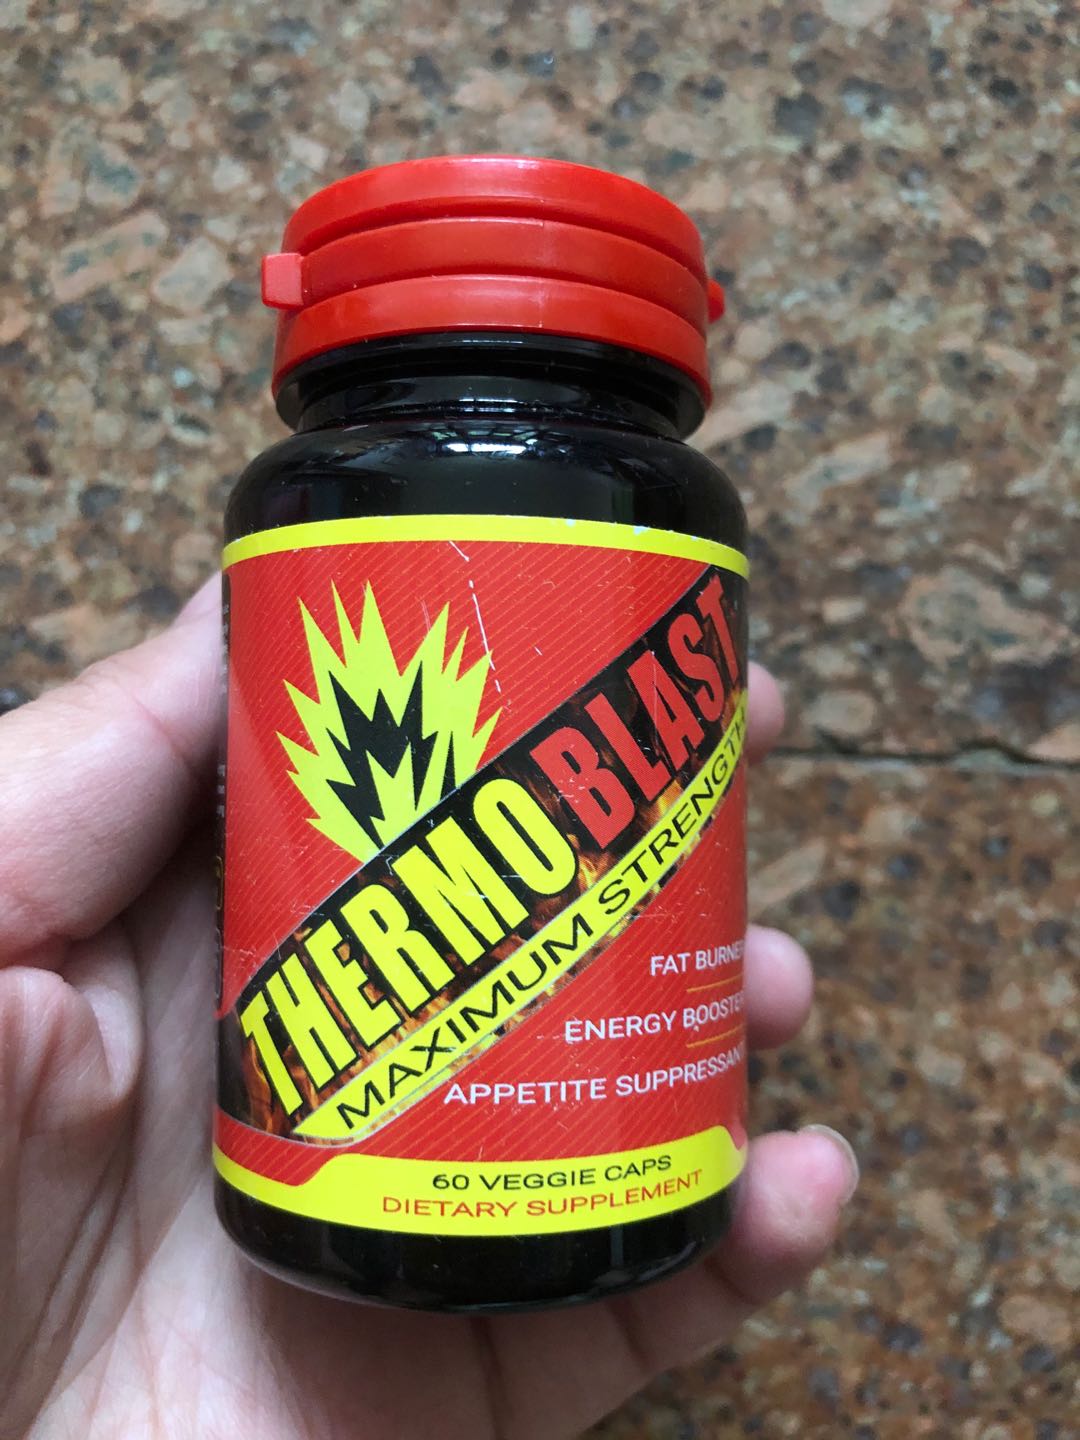 THERMO BLAST
MAXIMUM STRENGTH
FAT BURNER
ENERGY BOOSTER
APPETITE SUPPRESSANT
60 VEGGIE CAPS
DIETARY SUPPLEMENT